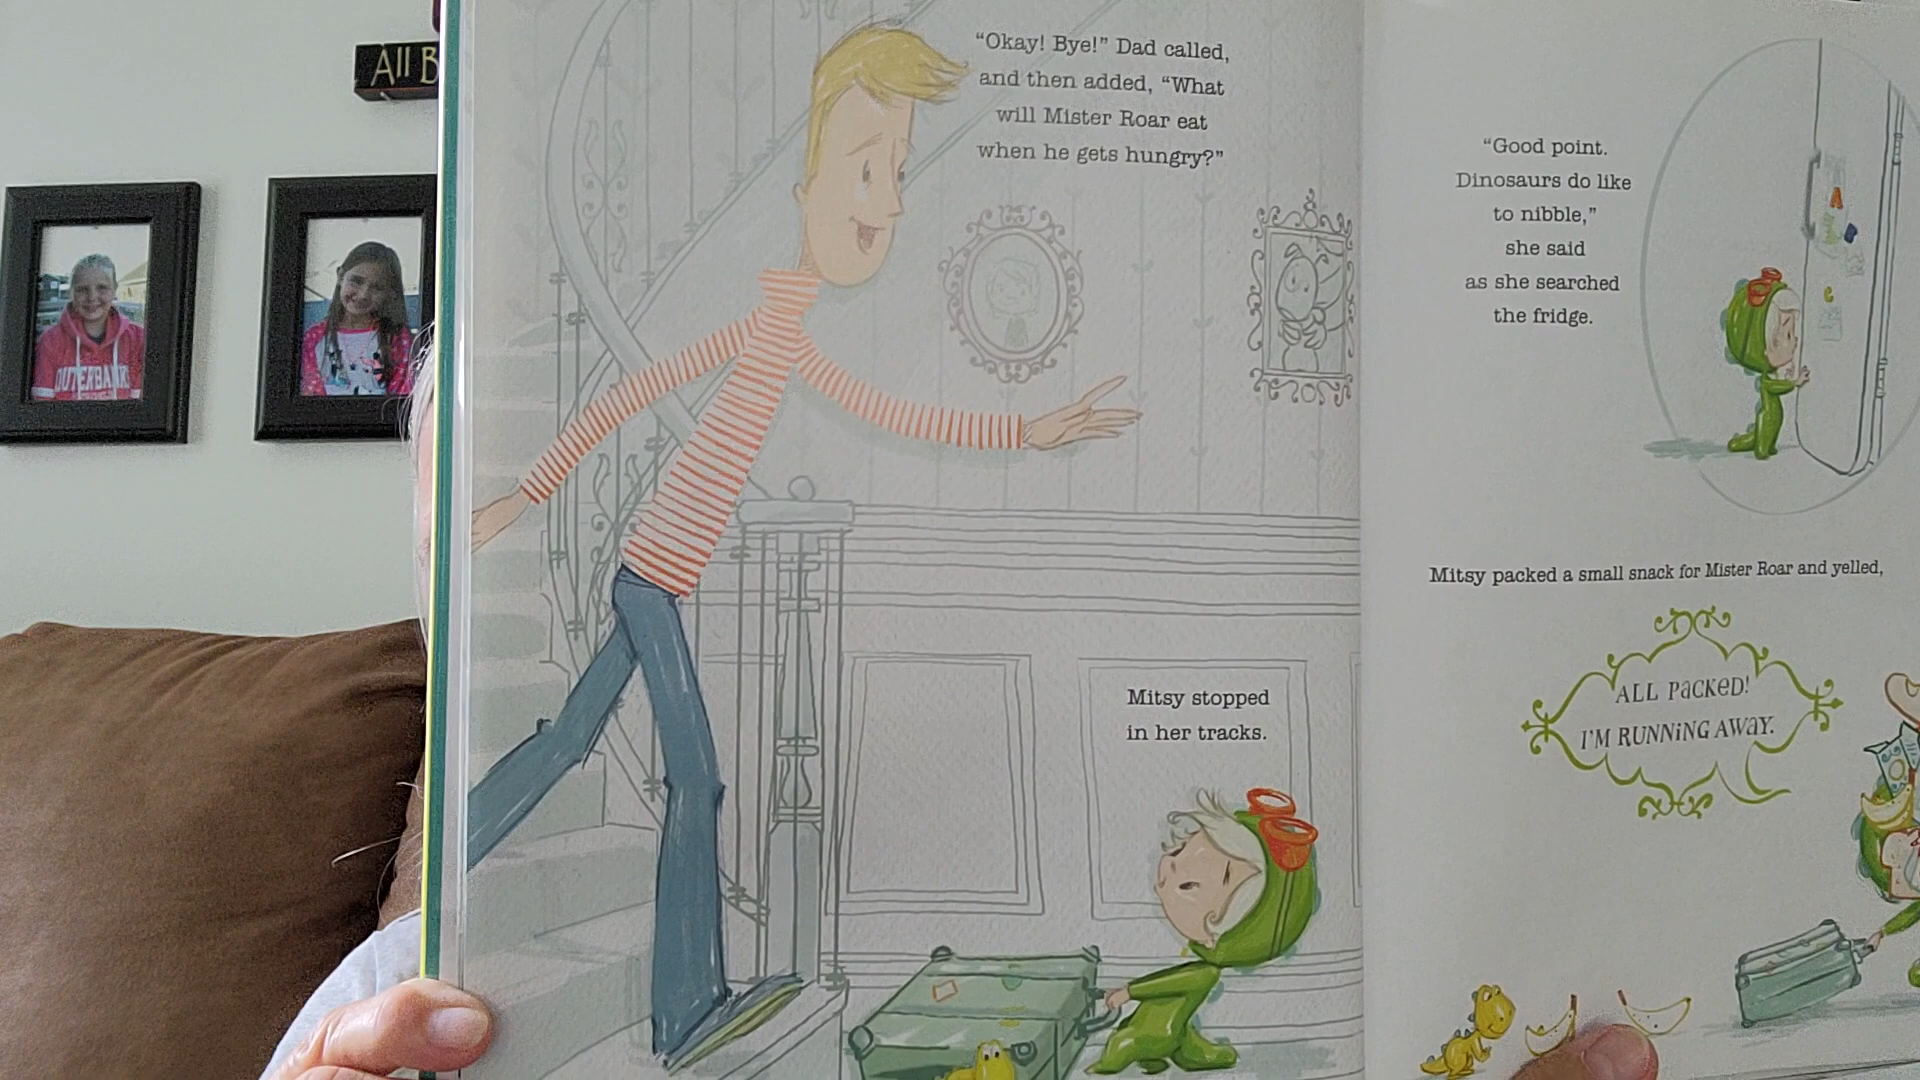 All B
"Okay! Bye!" Dad called,
and then added, "What
will Mister Roar eat
when he gets hungry?"
Mitsy stopped
in her tracks.
"Good point.
Dinosaurs do like
to nibble,"
she said
as she searched
the fridge.
Mitsy packed a small snack for Mister Roar and yelled,
ALL PACKED!
I'M RUNNING AWAY.
OUTERBANKS
A